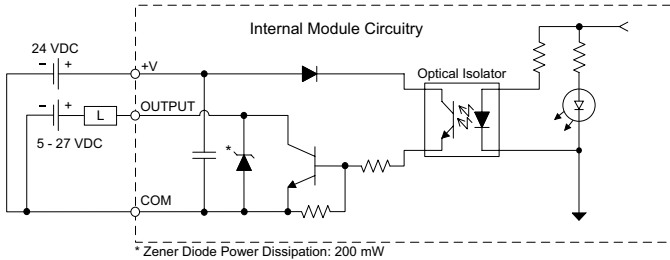 Internal Module Circuitry
24 VDC
- +
+V
Optical Isolator
- +
L
OUTPUT
5 - 27 VDC
*
COM
* Zener Diode Power Dissipation: 200 mW